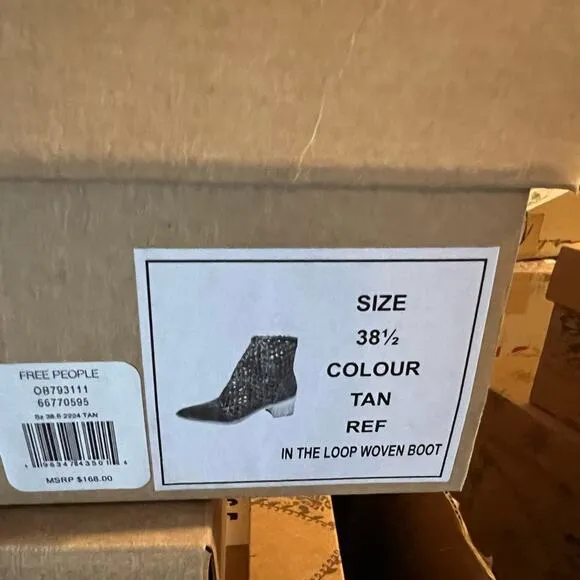 SIZE
38½
COLOUR
TAN
REF
IN THE LOOP WOVEN BOOT
FREE PEOPLE
OB793111
66770595
Sz 38.5 2224 TAN
MSRP $168.00